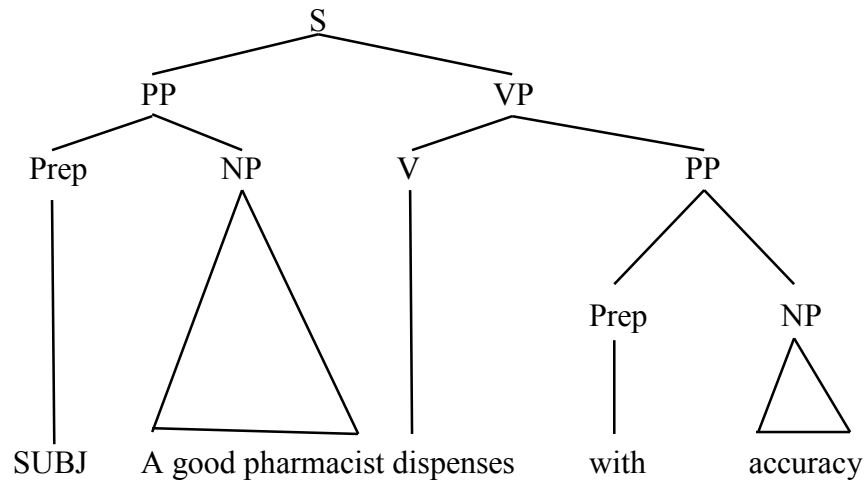 S
PP VP
Prep NP V PP
Prep NP
SUBJ A good pharmacist dispenses with accuracy